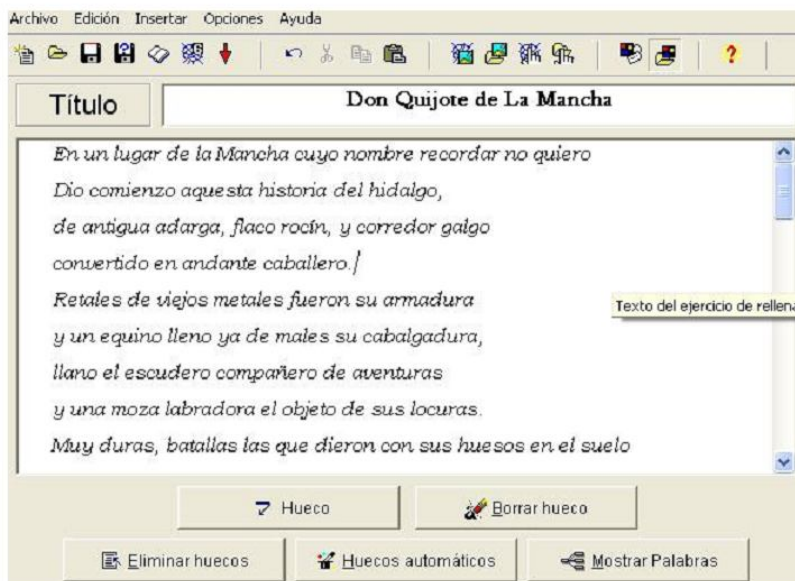 Archivo Edición Insertar Opciones Ayuda
Título
Don Quijote de La Mancha
En un lugar de la Mancha cuyo nombre recordar no quiero
Dio comienzo aquesta historia del hidalgo,
de antigua adarga, flaco rocín, y corredor galgo
convertido en andante caballero.
Retales de viejos metales fueron su armadura
Texto del ejercicio de rellena
y un equino lleno ya de males su cabalgadura,
llano el escudero compañero de aventuras
y una moza labradora el objeto de sus locuras.
Muy duras, batallas las que dieron con sus huesos en el suelo
Hueco Borrar hueco
Eliminar huecos Huecos automáticos Mostrar Palabras